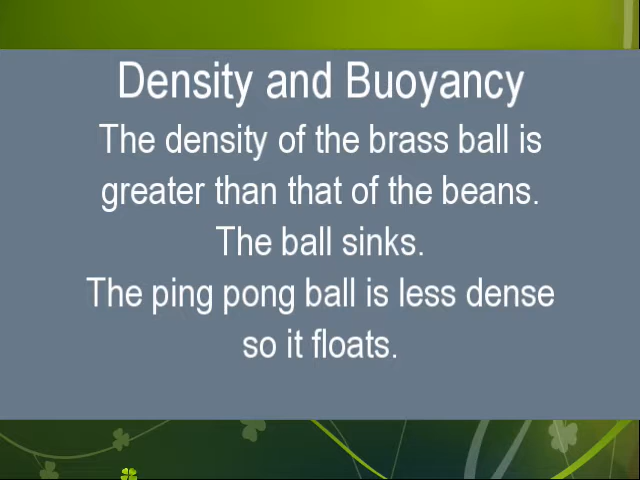 Density and Buoyancy
The density of the brass ball is
greater than that of the beans.
The ball sinks.
The ping pong ball is less dense
so it floats.